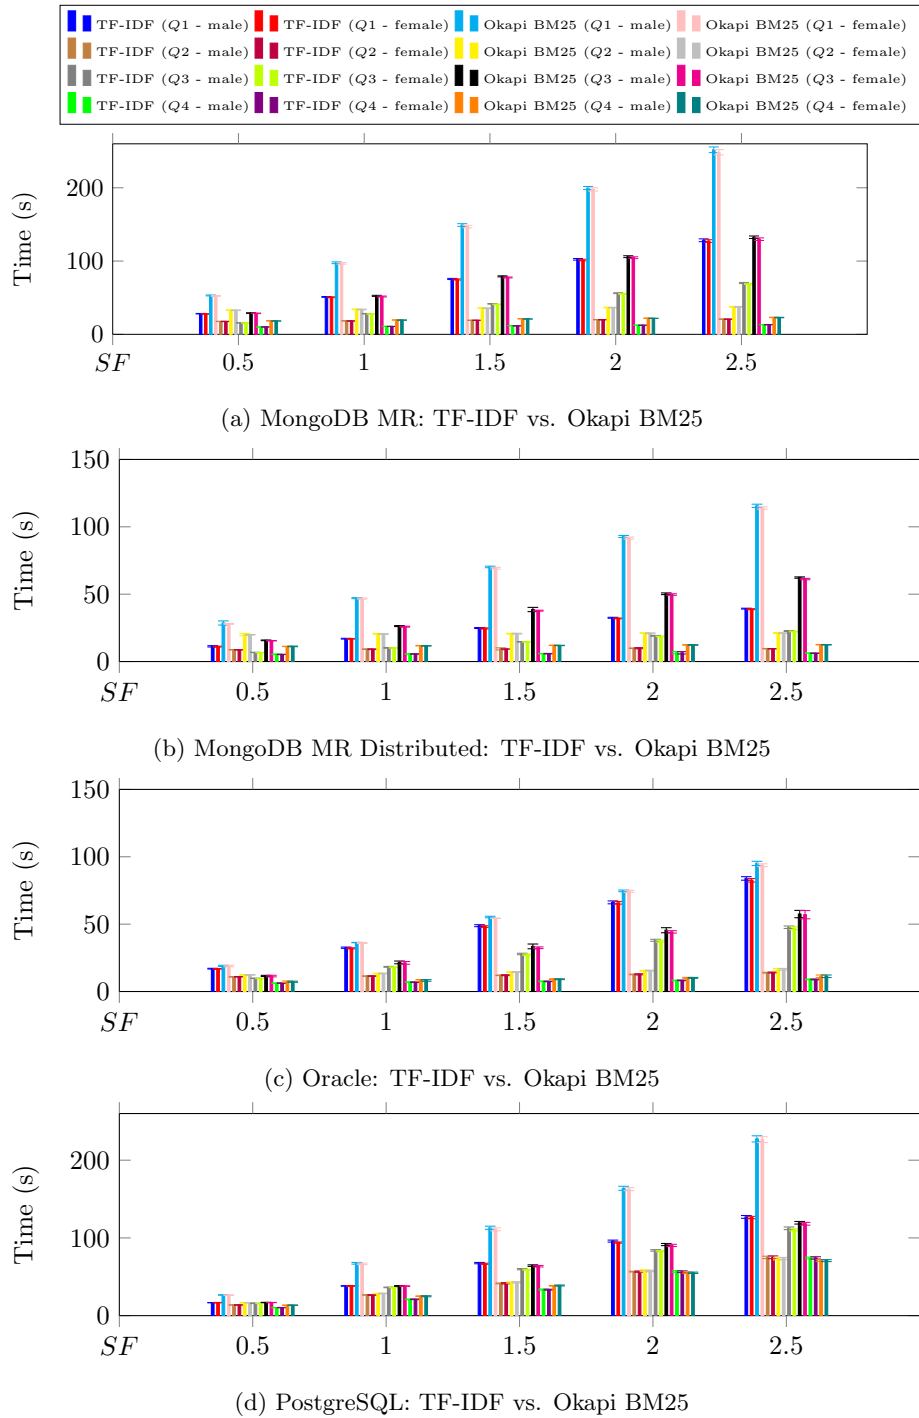 TF-IDF (Q1 - male) TF-IDF (Q1 - female) Okapi BM25 (Q1 - male) Okapi BM25 (Q1 - female)
TF-IDF (Q2 - male) TF-IDF (Q2 - female) Okapi BM25 (Q2 - male) Okapi BM25 (Q2 - female)
TF-IDF (Q3 - male) TF-IDF (Q3 - female) Okapi BM25 (Q3 - male) Okapi BM25 (Q3 - female)
TF-IDF (Q4 - male) TF-IDF (Q4 - female) Okapi BM25 (Q4 - male) Okapi BM25 (Q4 - female)
Time (s)
200
100
0
SF 0.5 1 1.5 2 2.5
(a) MongoDB MR: TF-IDF vs. Okapi BM25
Time (s)
150
100
50
0
SF 0.5 1 1.5 2 2.5
(b) MongoDB MR Distributed: TF-IDF vs. Okapi BM25
Time (s)
150
100
50
0
SF 0.5 1 1.5 2 2.5
(c) Oracle: TF-IDF vs. Okapi BM25
Time (s)
200
100
0
SF 0.5 1 1.5 2 2.5
(d) PostgreSQL: TF-IDF vs. Okapi BM25